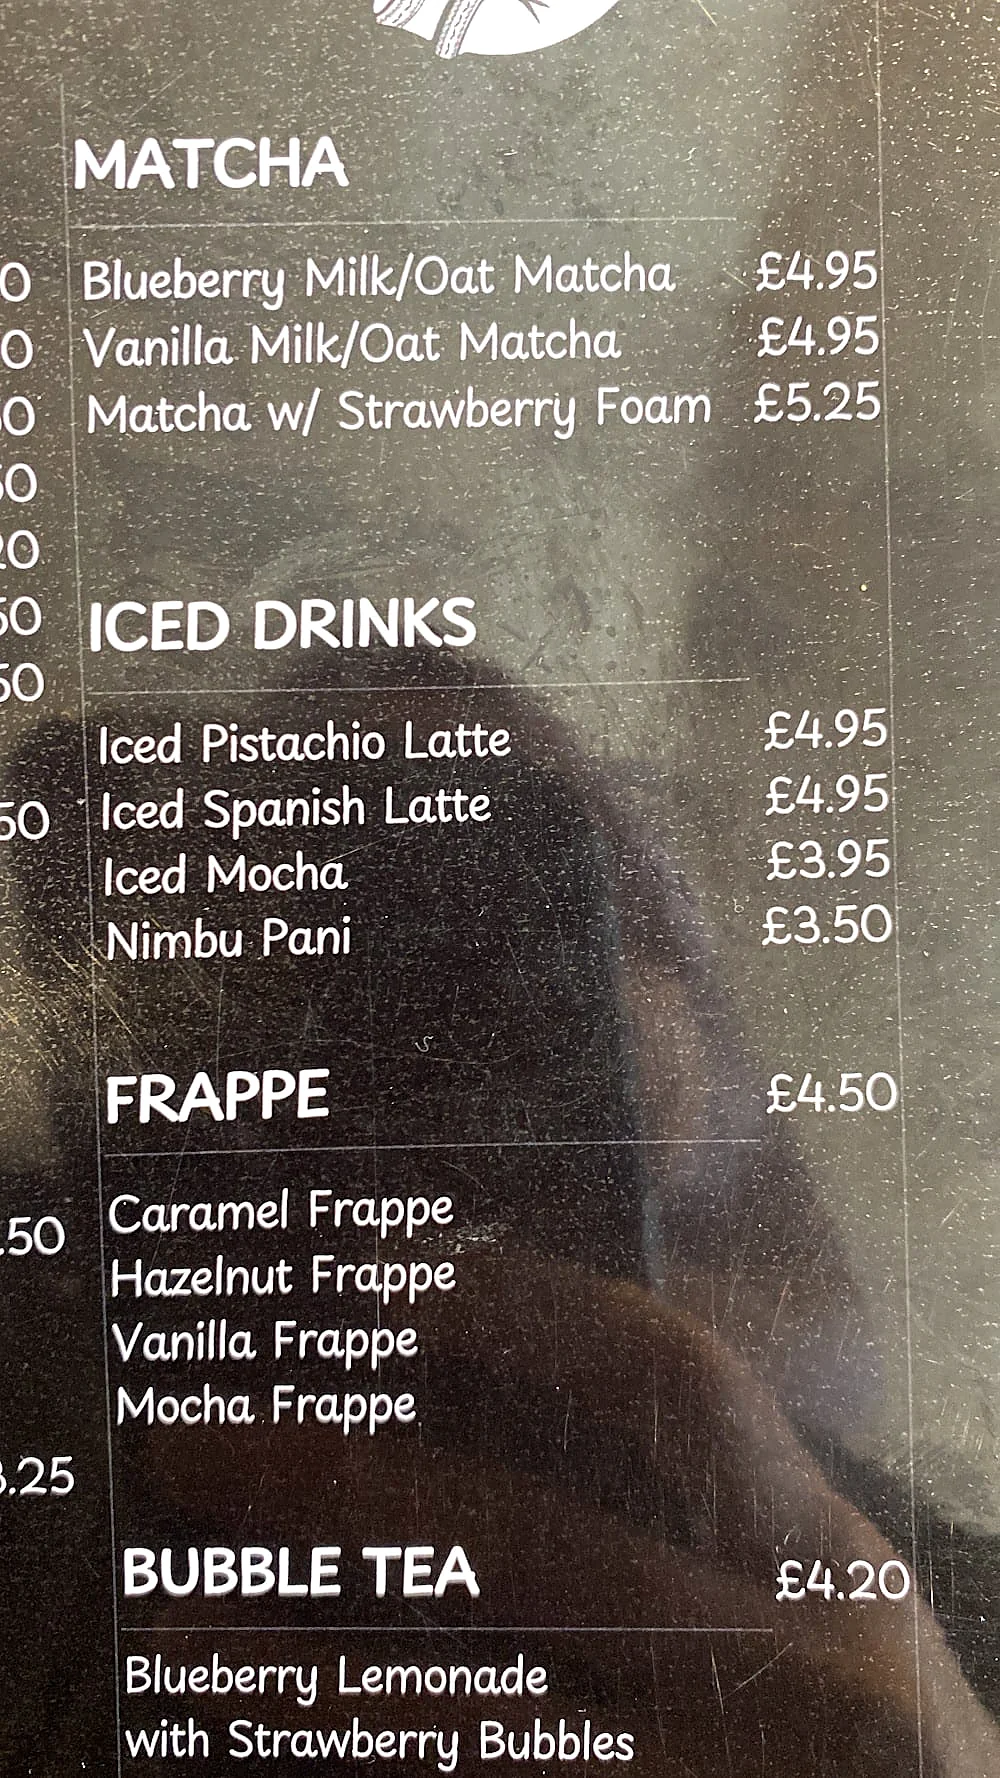 MATCHA
Blueberry Milk/Oat Matcha £4.95
Vanilla Milk/Oat Matcha £4.95
Matcha w/ Strawberry Foam £5.25
ICED DRINKS
Iced Pistachio Latte £4.95
Iced Spanish Latte £4.95
Iced Mocha £3.95
Nimbu Pani £3.50
FRAPPE £4.50
Caramel Frappe
Hazelnut Frappe
Vanilla Frappe
Mocha Frappe
BUBBLE TEA £4.20
Blueberry Lemonade
with Strawberry Bubbles